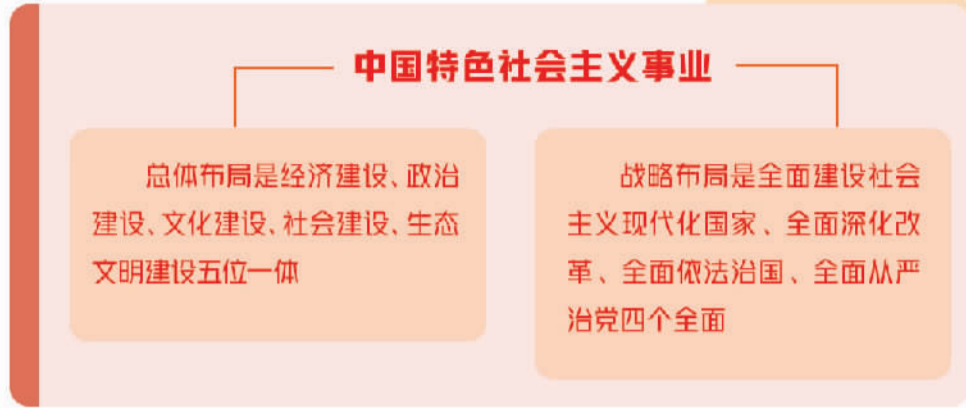 中国特色社会主义事业
总体布局是经济建设、政治
建设、文化建设、社会建设、生态
文明建设五位一体
战略布局是全面建设社会
主义现代化国家、全面深化改
革、全面依法治国、全面从严
治党四个全面